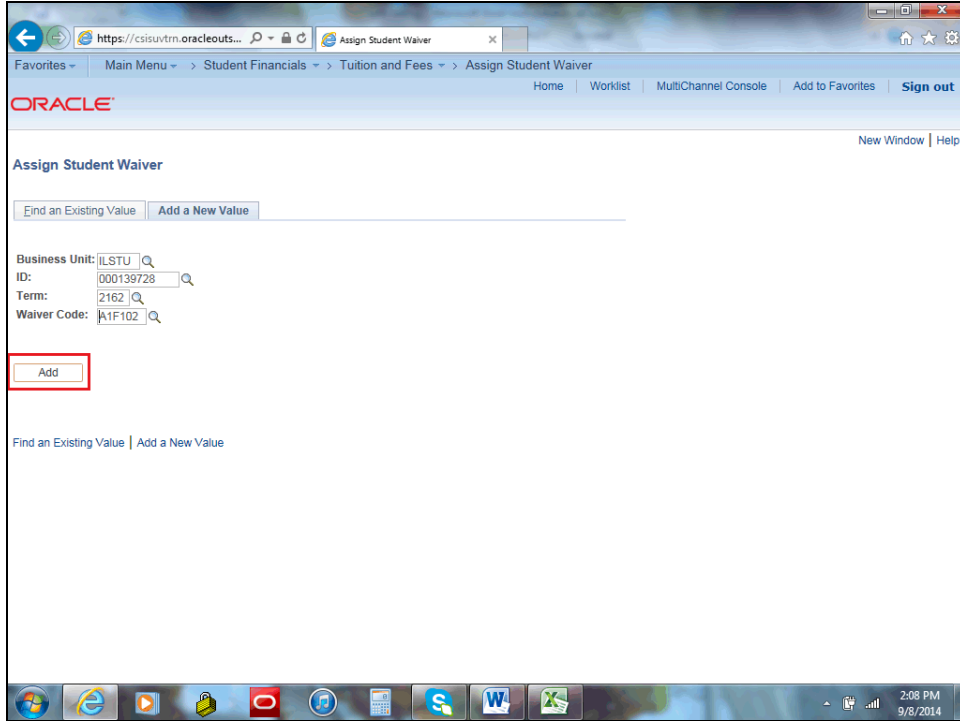 https://csisuvtrn.oracleouts... Assign Student Waiver
Favorites Main Menu > Student Financials > Tuition and Fees > Assign Student Waiver
Home Worklist MultiChannel Console Add to Favorites Sign out
ORACLE
New Window | Help
Assign Student Waiver
Find an Existing Value Add a New Value
Business Unit: ILSTU
ID: 000139728
Term: 2162
Waiver Code: A1F102
Add
Find an Existing Value | Add a New Value
2:08 PM
9/8/2014